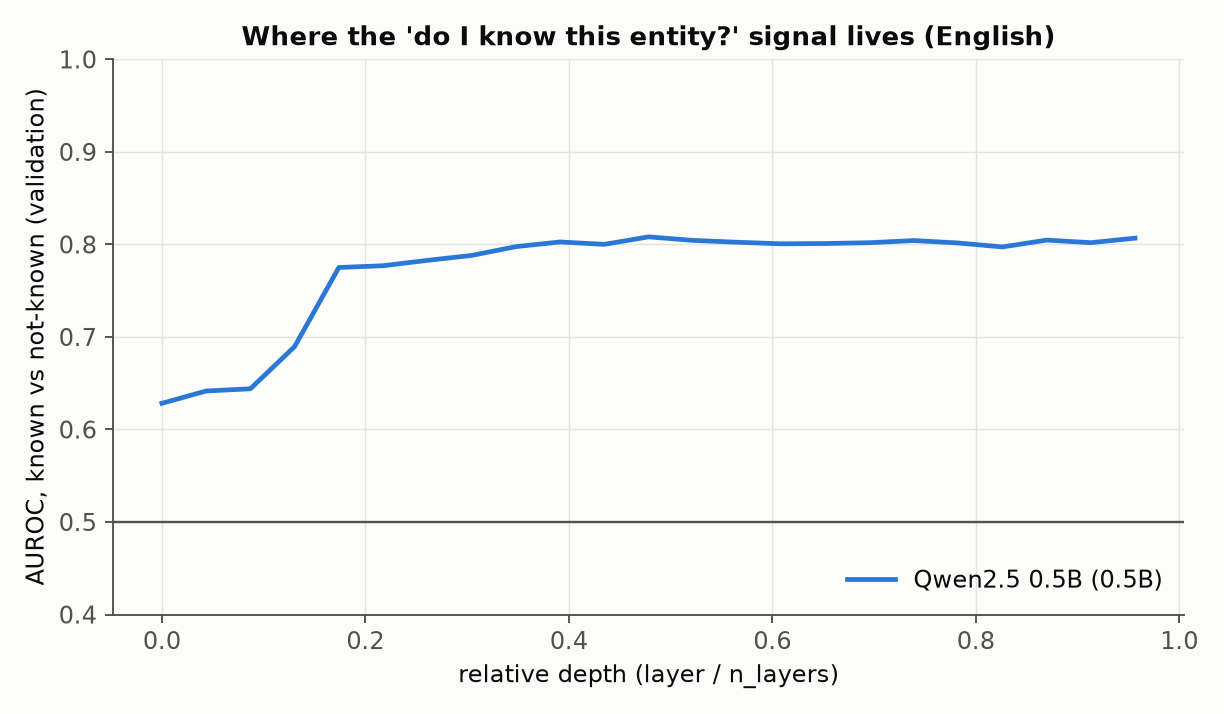 Where the 'do I know this entity?' signal lives (English)
AUROC, known vs not-known (validation)
1.0
0.9
0.8
0.7
0.6
0.5
0.4
Qwen2.5 0.5B (0.5B)
0.0 0.2 0.4 0.6 0.8 1.0
relative depth (layer / n_layers)